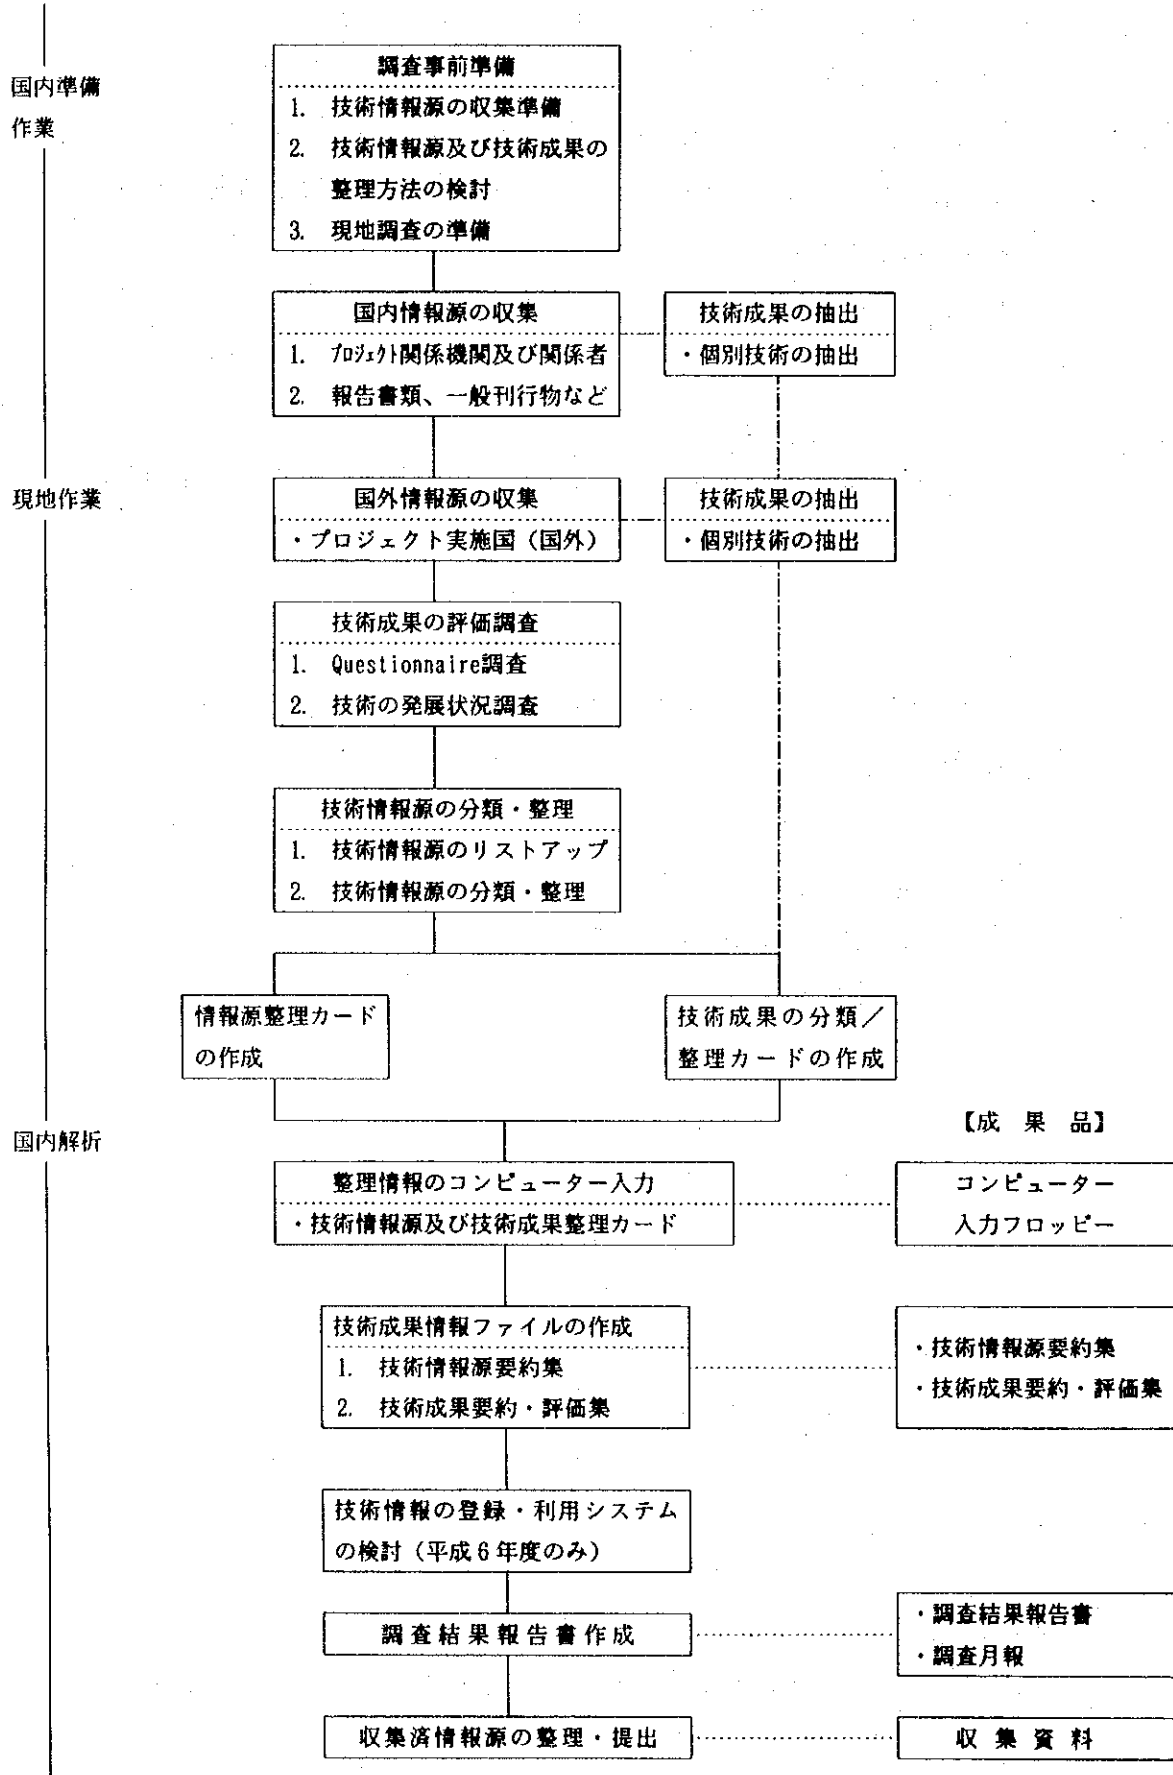 国内準備
作業
調査事前準備
1. 技術情報源の収集準備
2. 技術情報源及び技術成果の
整理方法の検討
3. 現地調査の準備
国内情報源の収集
1. プロジェクト関係機関及び関係者
2. 報告書類、一般刊行物など
技術成果の抽出
・個別技術の抽出
現地作業
国外情報源の収集
・プロジェクト実施国(国外)
技術成果の抽出
・個別技術の抽出
技術成果の評価調査
1. Questionnaire調査
2. 技術の発展状況調査
技術情報源の分類・整理
1. 技術情報源のリストアップ
2. 技術情報源の分類・整理
情報源整理カード
の作成
技術成果の分類/
整理カードの作成
国内解析
【成 果 品】
整理情報のコンピューター入力
・技術情報源及び技術成果整理カード
コンピューター
入力フロッピー
技術成果情報ファイルの作成
1. 技術情報源要約集
2. 技術成果要約・評価集
・技術情報源要約集
・技術成果要約・評価集
技術情報の登録・利用システム
の検討(平成6年度のみ)
調査結果報告書作成
・調査結果報告書
・調査月報
収集済情報源の整理・提出
収 集 資 料